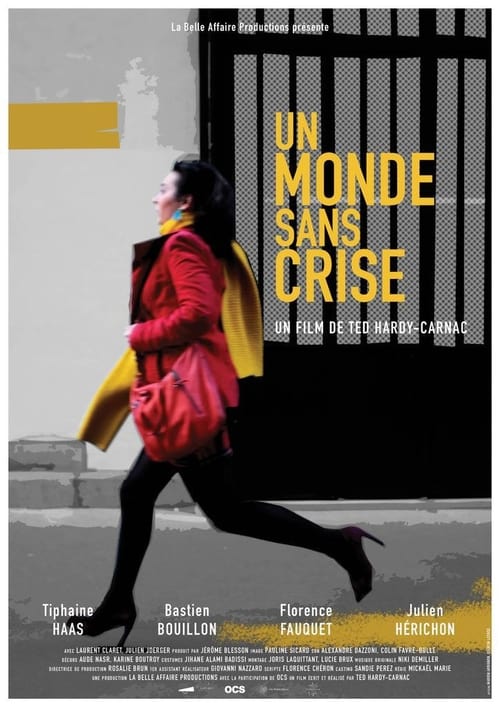 La Belle Affaire Productions présente
UN
MONDE
SANS
CRISE
UN FILM DE TED HARDY-CARNAC
Tiphaine HAAS
Bastien BOUILLON
Florence FAUQUET
Julien HÉRICHON
AVEC LAURENT CLARET, JULIEN JOERGER PRODUIT PAR JÉRÔME BLESSON IMAGE PAULINE SICARD SON ALEXANDRE DAZZONI, COLIN FAVRE-BULLE
DÉCORS AUDE NASR, KARINE BOUTROY COSTUMES JIHANE ALAMI BADISSI MONTAGE JORIS LAQUITTANT, LUCIE BRUX MUSIQUE ORIGINALE NIKI DEMILLER
DIRECTRICE DE PRODUCTION ROSALIE BRUN 1ER ASSISTANT RÉALISATEUR GIOVANNI NAZZARO SCRIPTE FLORENCE CHÉRON CASTING SANDIE PEREZ RÉGIE MICKAËL MARIE
UNE PRODUCTION LA BELLE AFFAIRE PRODUCTIONS AVEC LA PARTICIPATION DE OCS UN FILM ÉCRIT ET RÉALISÉ PAR TED HARDY-CARNAC
OCS